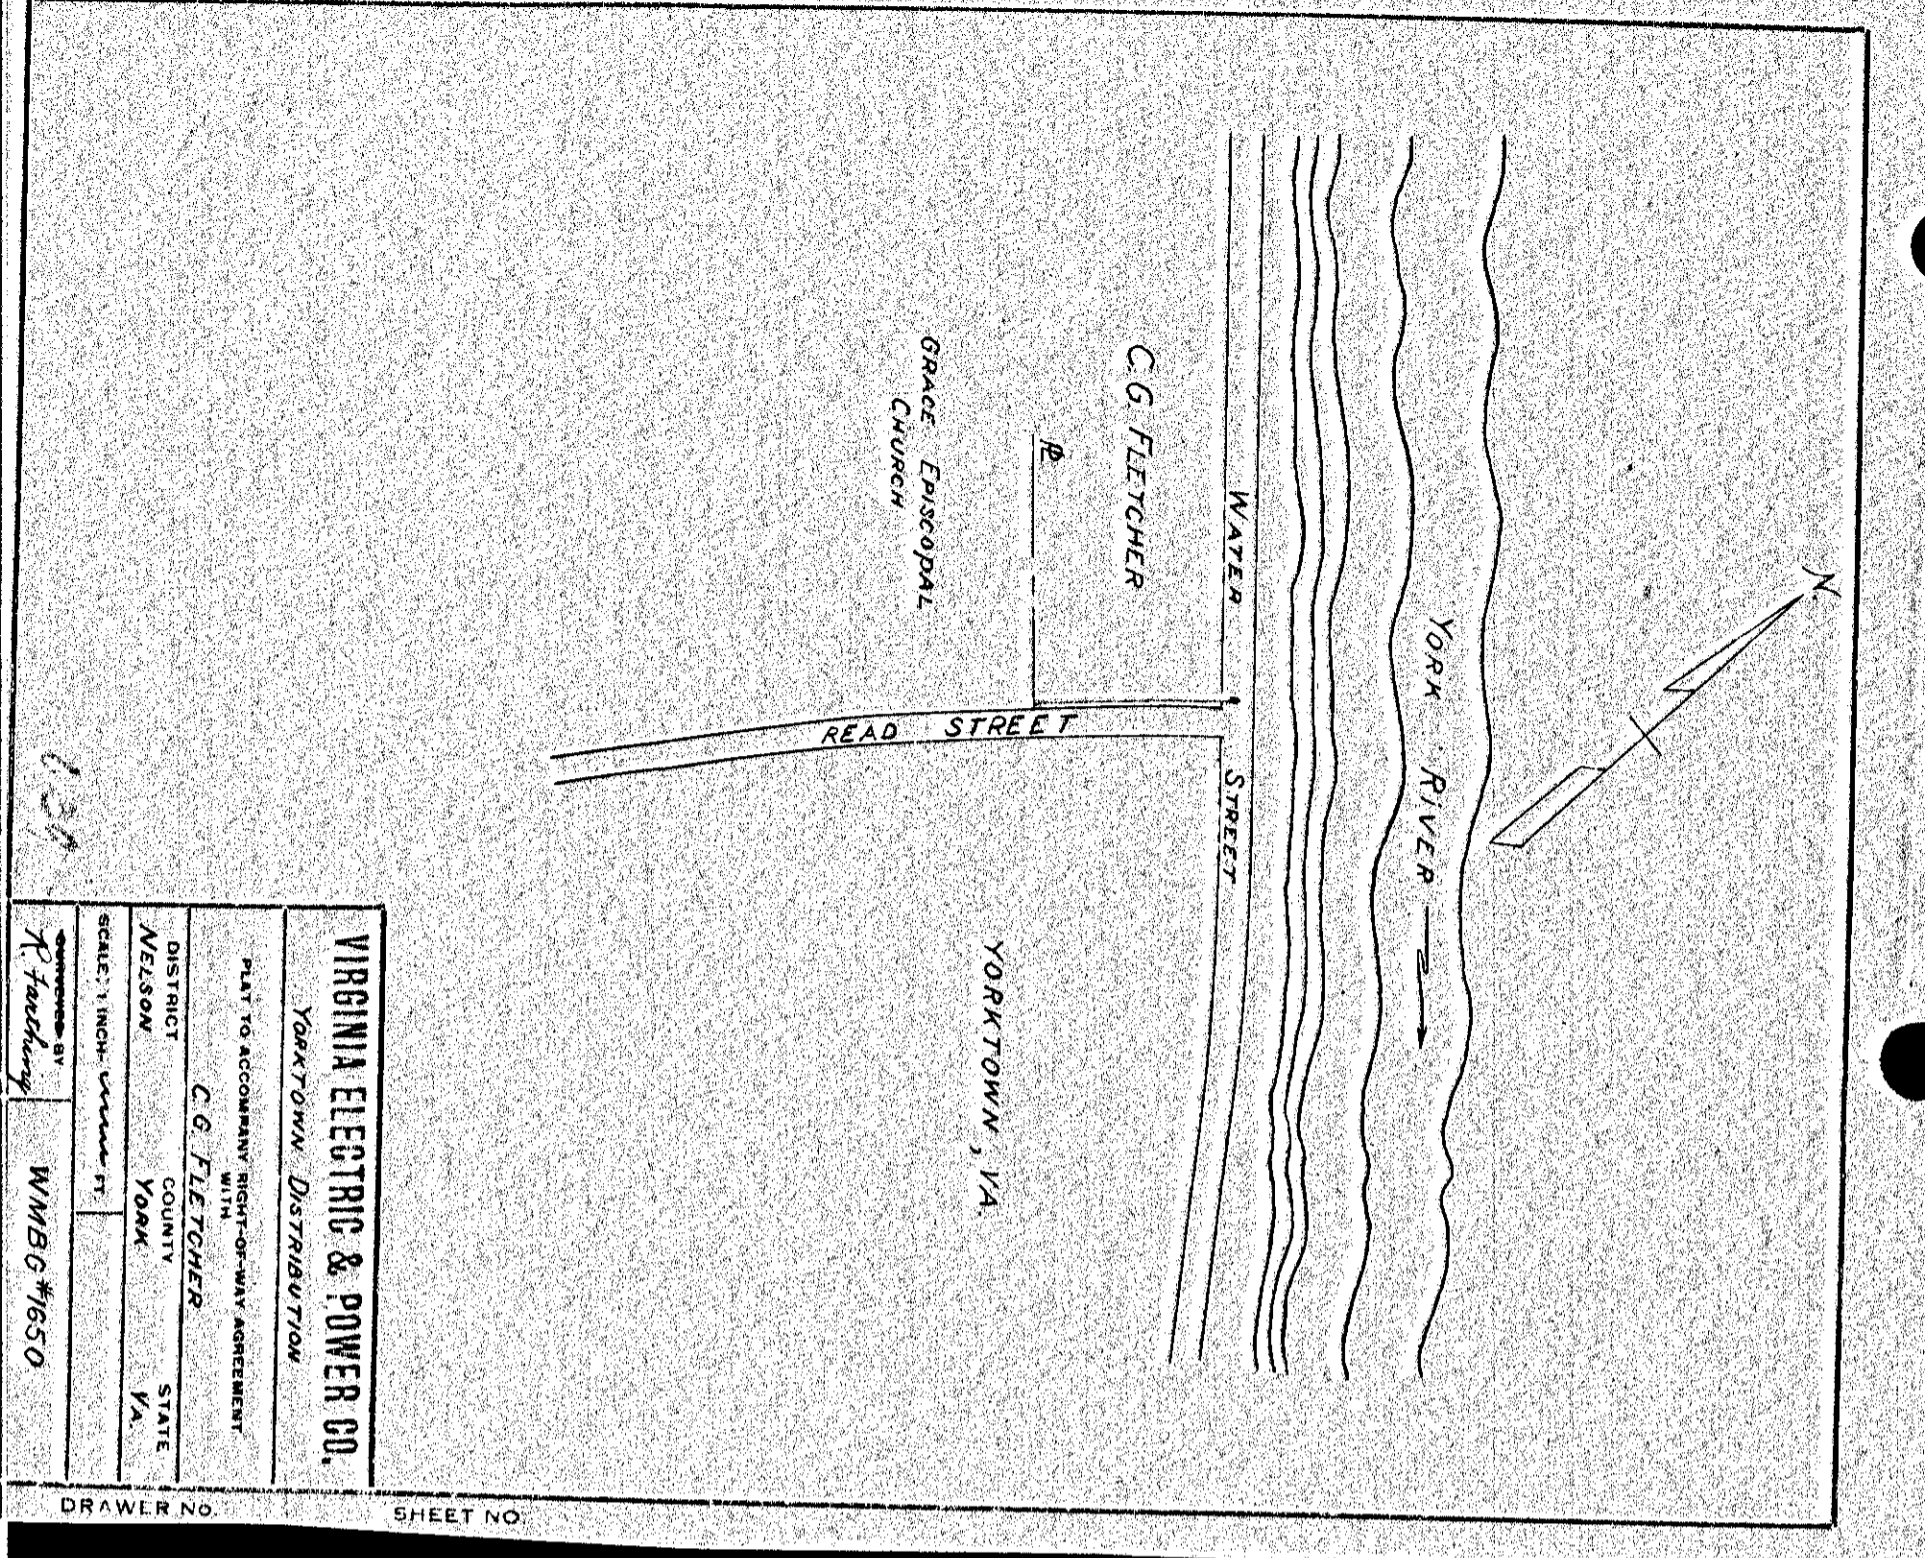 N.
YORK RIVER
WATER STREET
C.G. FLETCHER
PL
GRACE EPISCOPAL
CHURCH
READ STREET
YORKTOWN, VA.
VIRGINIA ELECTRIC & POWER CO.
YORKTOWN DISTRIBUTION
PLAT TO ACCOMPANY RIGHT-OF-WAY AGREEMENT
WITH
C.G. FLETCHER
DISTRICT COUNTY STATE
NELSON YORK VA.
SCALE, 1 INCH= FT.
BY
WMBG#1650
DRAWER NO.
SHEET NO.